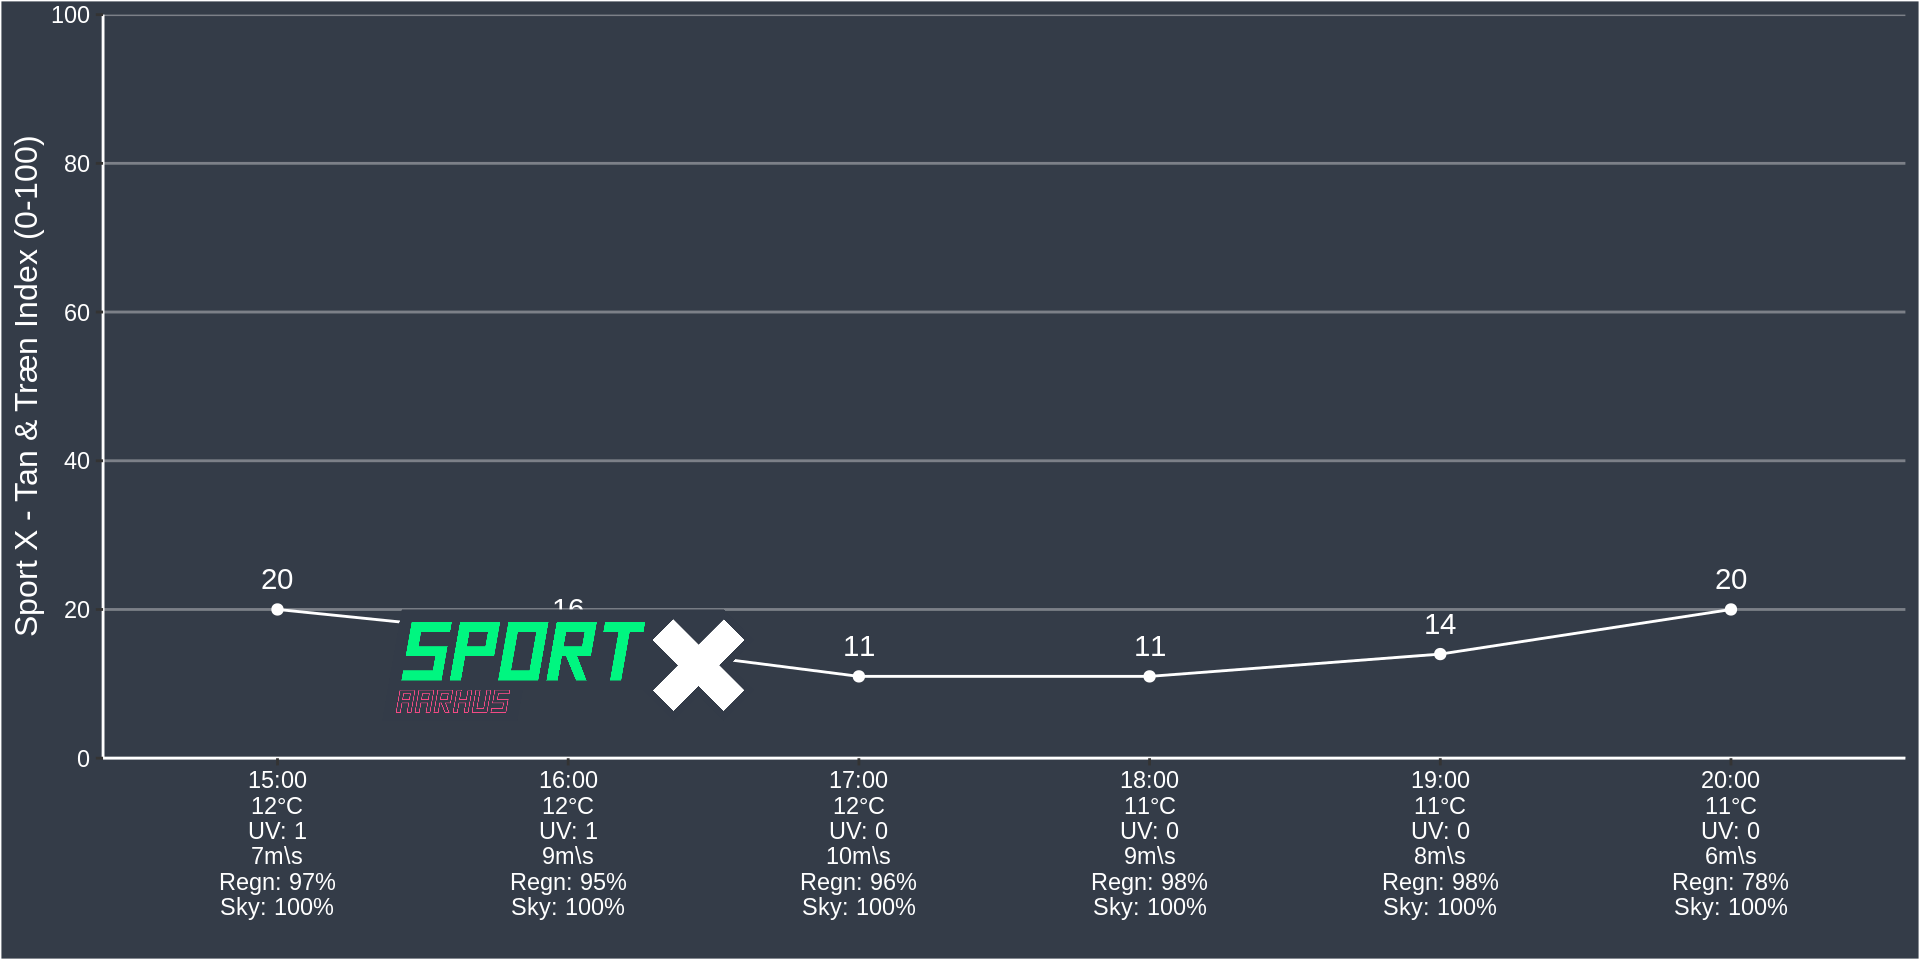 Sport X - Tan & Træn Index (0-100)
100
80
60
40
20
0
20
16
11
11
14
20
SPORT X
AARHUS
15:00
12°C
UV: 1
7m\s
Regn: 97%
Sky: 100%
16:00
12°C
UV: 1
9m\s
Regn: 95%
Sky: 100%
17:00
12°C
UV: 0
10m\s
Regn: 96%
Sky: 100%
18:00
11°C
UV: 0
9m\s
Regn: 98%
Sky: 100%
19:00
11°C
UV: 0
8m\s
Regn: 98%
Sky: 100%
20:00
11°C
UV: 0
6m\s
Regn: 78%
Sky: 100%